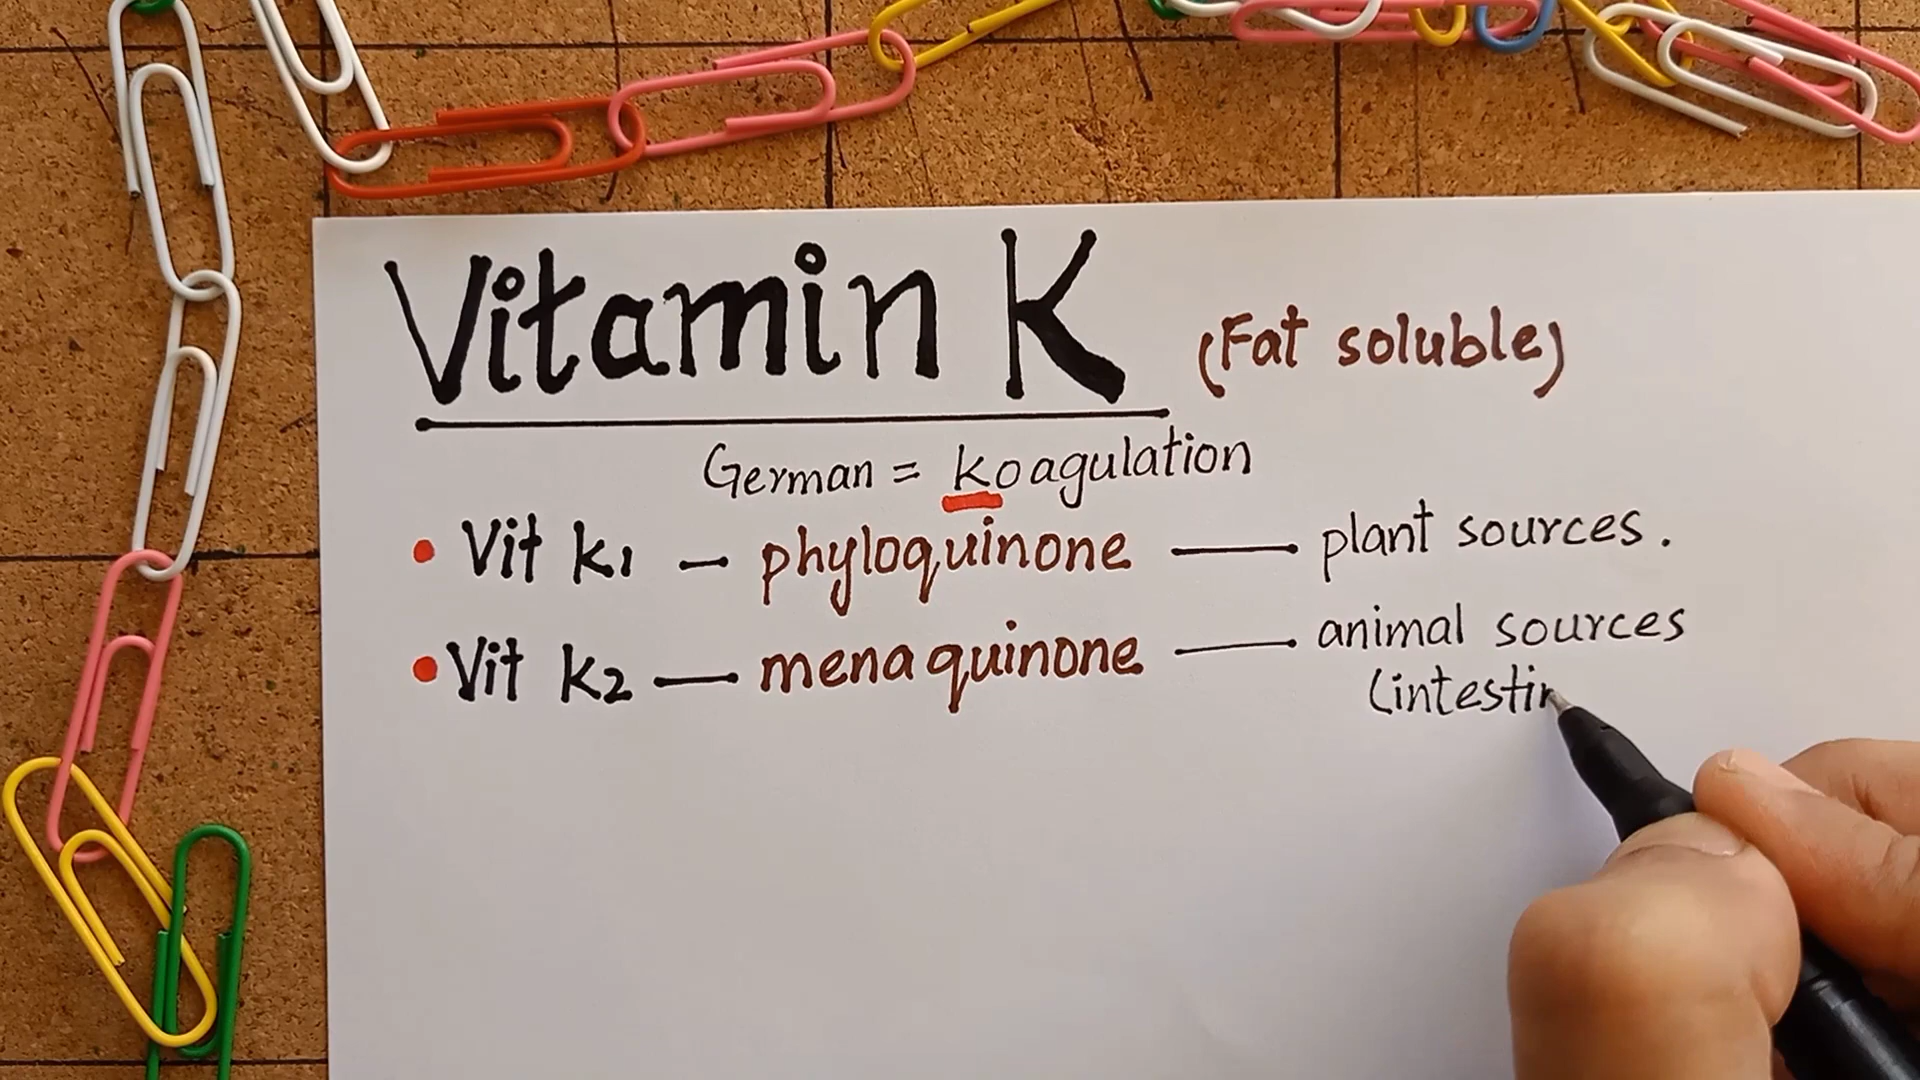 Vitamin K (Fat soluble)
German = koagulation
• Vit k1 — phyloquinone — plant sources.
• Vit k2 — menaquinone — animal sources
(intestin